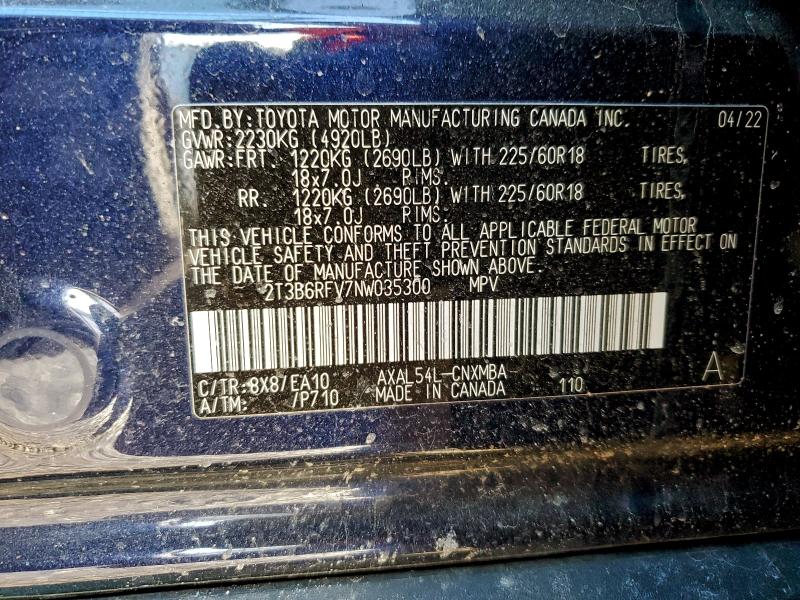 MFD. BY: TOYOTA MOTOR MANUFACTURING CANADA INC. 04/22
GVWR: 2230KG (4920LB)
GAWR: FRT. 1220KG (2690LB) WITH 225/60R18 TIRES,
18x7.0J RIMS.
RR. 1220KG (2690LB) WITH 225/60R18 TIRES,
18x7.0J RIMS.
THIS VEHICLE CONFORMS TO ALL APPLICABLE FEDERAL MOTOR
VEHICLE SAFETY AND THEFT PREVENTION STANDARDS IN EFFECT ON
THE DATE OF MANUFACTURE SHOWN ABOVE.
2T3B6RFV7NW035300 MPV
C/TR: 8X87EA10 AXAL54L-CNXMBA
A/TM: /P710 MADE IN CANADA 110 A